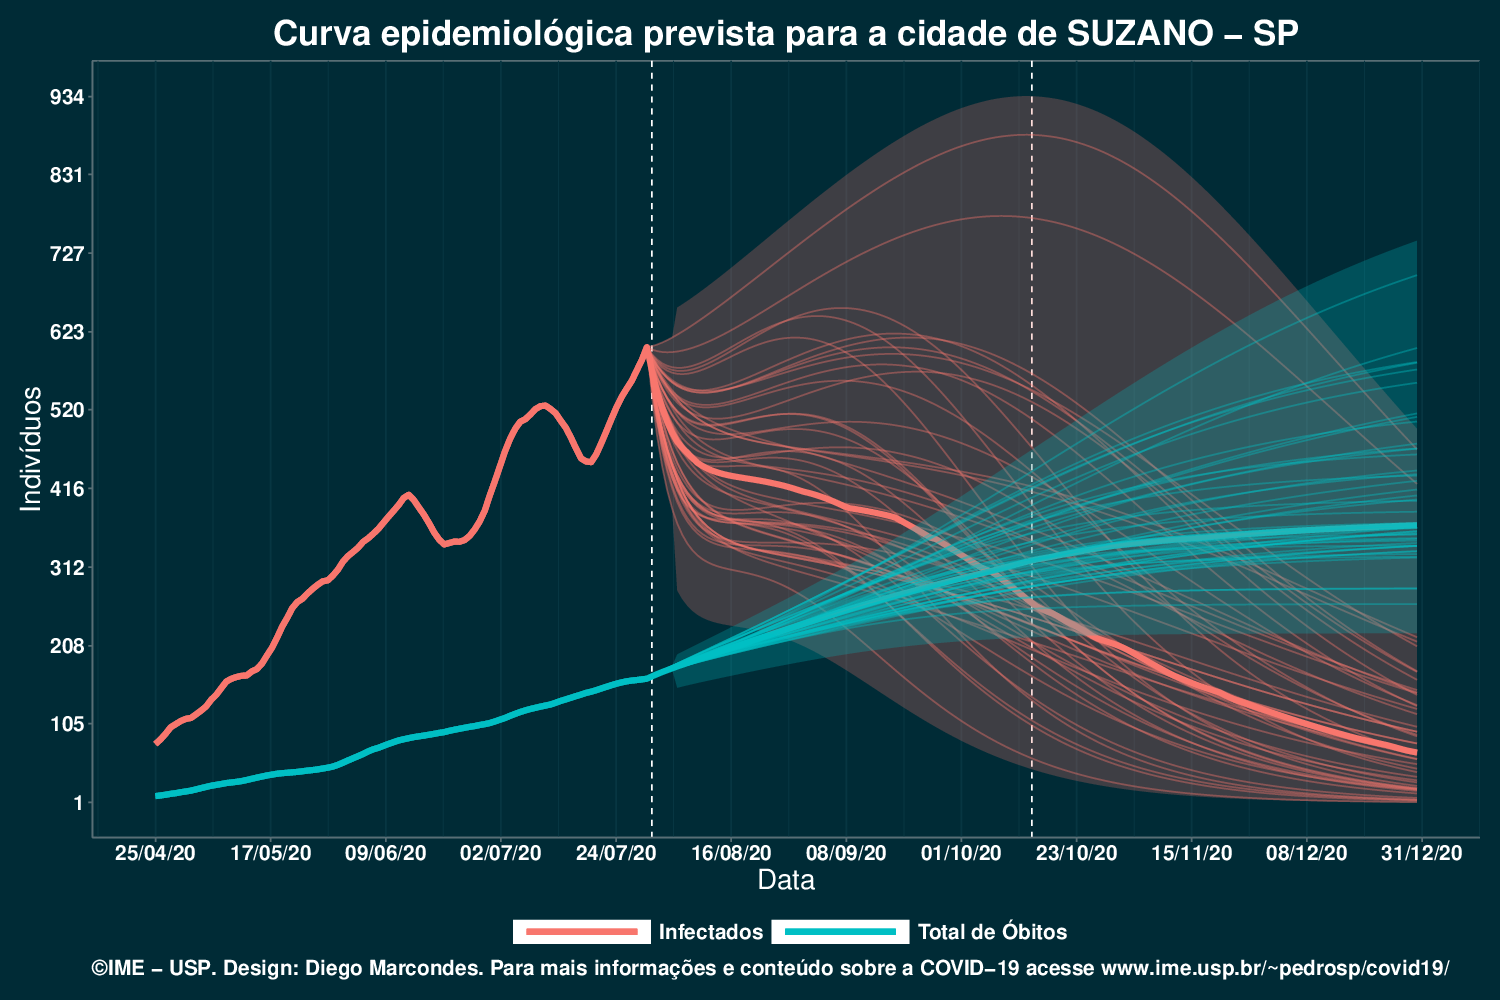 Curva epidemiológica prevista para a cidade de SUZANO – SP
934
831
727
623
520
416
312
208
105
1
Indivíduos
25/04/20 17/05/20 09/06/20 02/07/20 24/07/20 16/08/20 08/09/20 01/10/20 23/10/20 15/11/20 08/12/20 31/12/20
Data
Infectados Total de Óbitos
©IME – USP. Design: Diego Marcondes. Para mais informações e conteúdo sobre a COVID–19 acesse www.ime.usp.br/~pedrosp/covid19/